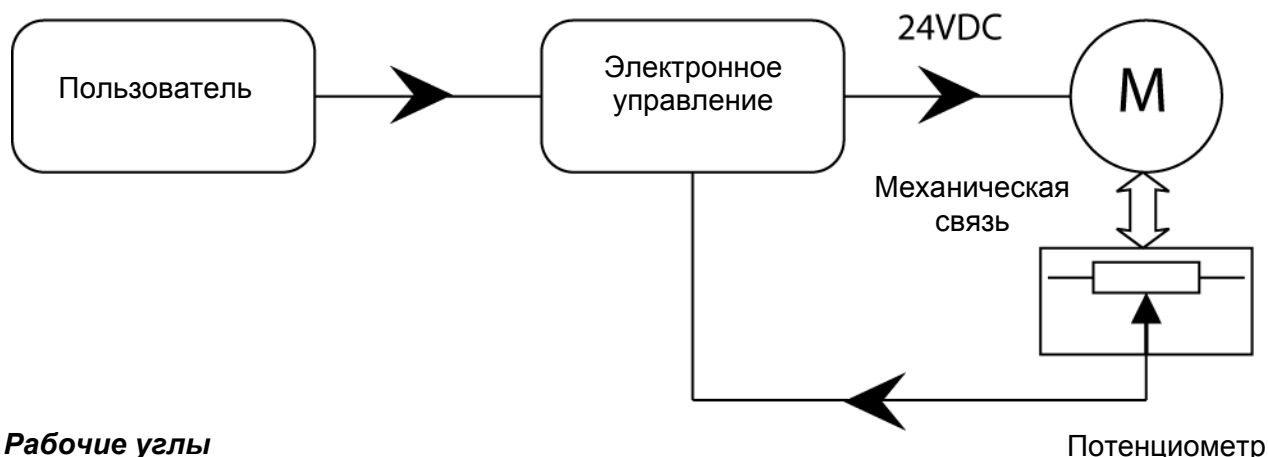 24VDC
Пользователь
Электронное
управление
M
Механическая
связь
Рабочие углы
Потенциометр